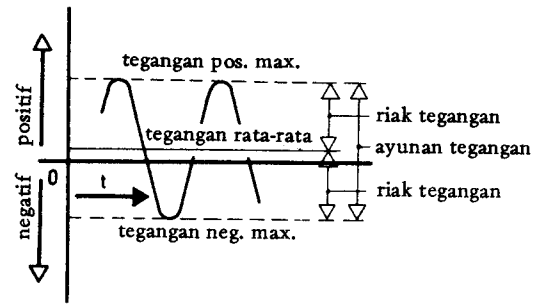 tegangan pos. max.
positif
riak tegangan
tegangan rata-rata
ayunan tegangan
0
t
riak tegangan
negatif
tegangan neg. max.